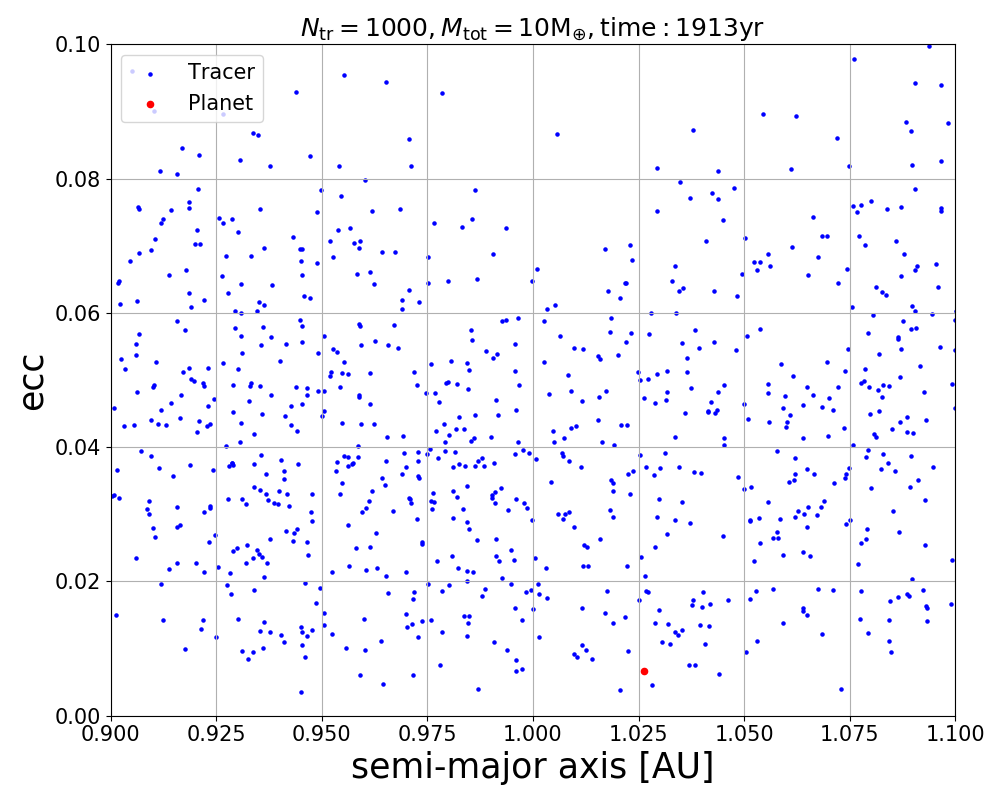 N_tr = 1000, M_tot = 10M_⊕, time : 1913yr
Tracer
Planet
0.10
0.08
0.06
0.04
0.02
0.00
ecc
0.900 0.925 0.950 0.975 1.000 1.025 1.050 1.075 1.100
semi-major axis [AU]